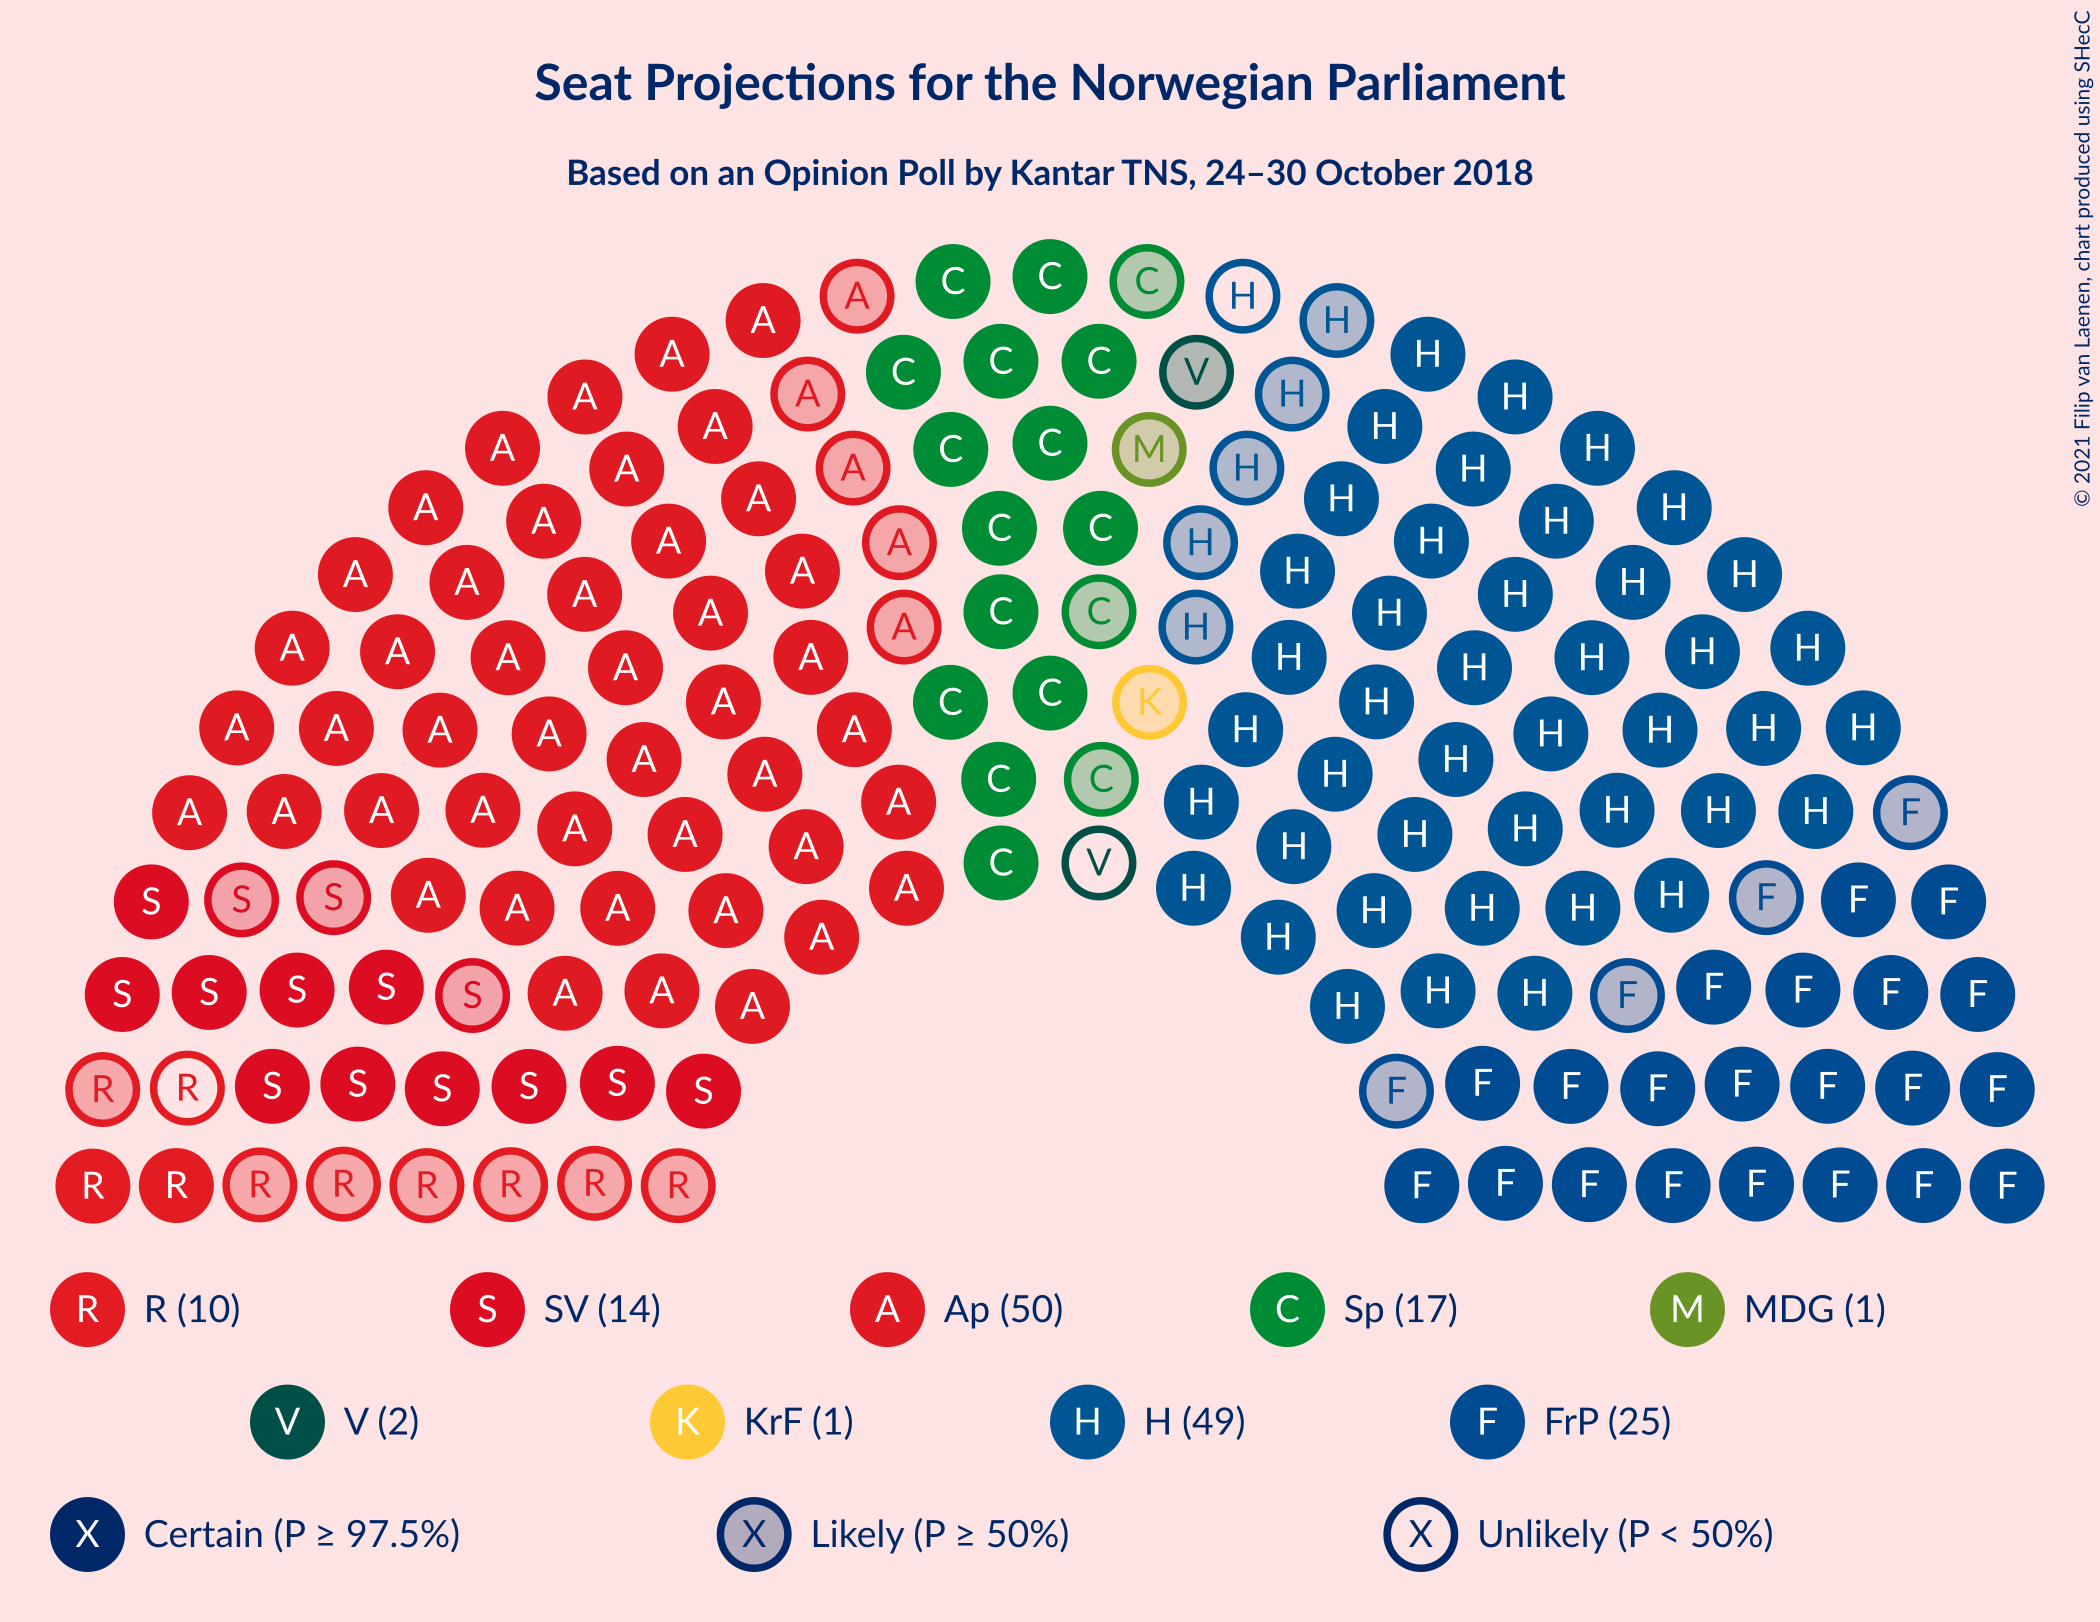 Seat Projections for the Norwegian Parliament
Based on an Opinion Poll by Kantar TNS, 24–30 October 2018
© 2021 Filip van Laenen, chart produced using SHecC
C
A C C
A H
A H
A C C V H
A H
A A H H
A C M H
A C H
A A H H
A A H H
A C C H
A A H H
A A H H
A A H H
A A C C H H
A A H H
A A H H
A A H H
A C K H
A A A A A H H H H H
A A H H
A C C H
A A A A A H H H H F
A A H H
A C V H
S S S A A A A A H H H H H F F F
A H
S S S S S A A A H H H F F F F F
R R S S S S S S F F F F F F F F
R R R R R R R R F F F F F F F F
R R (10) S SV (14) A Ap (50) C Sp (17) M MDG (1)
V V (2) K KrF (1) H H (49) F FrP (25)
X Certain (P ≥ 97.5%) X Likely (P ≥ 50%) X Unlikely (P < 50%)